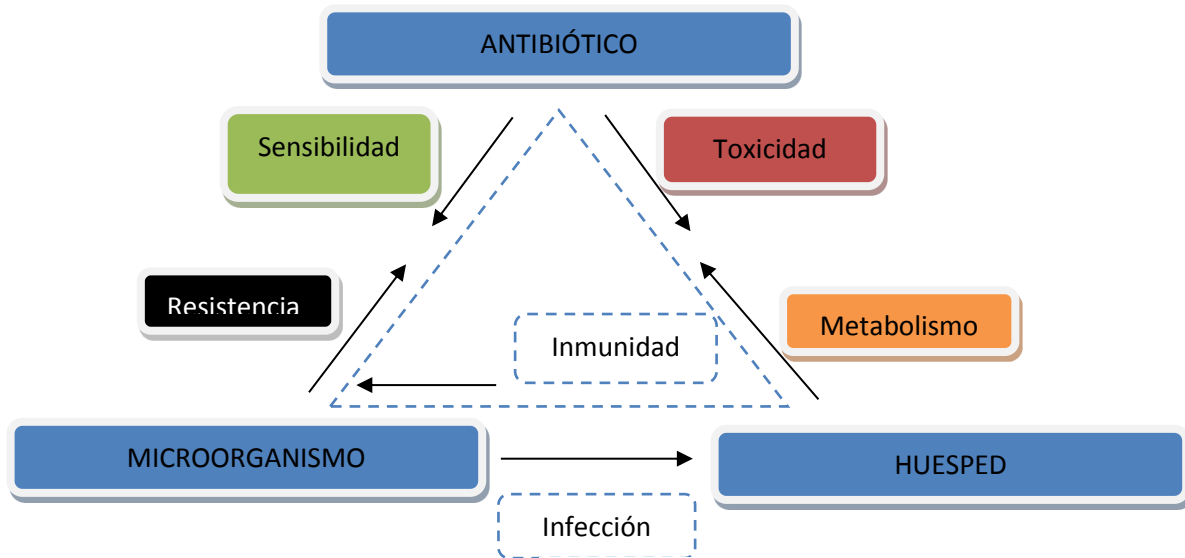 ANTIBIÓTICO
Sensibilidad
Toxicidad
Resistencia
Metabolismo
Inmunidad
MICROORGANISMO
HUESPED
Infección